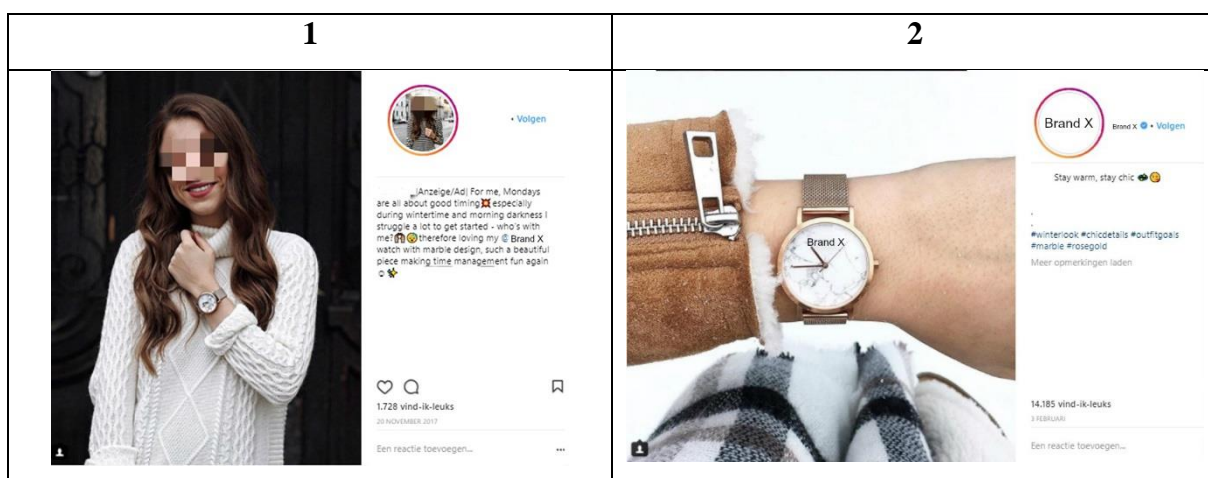 1
2
• Volgen
|Anzeige/Ad| For me, Mondays
are all about good timing💥 especially
during wintertime and morning darkness I
struggle a lot to get started - who's with
me? therefore loving my Brand X
watch with marble design, such a beautiful
piece making time management fun again
1.728 vind-ik-leuks
20 NOVEMBER 2017
Een reactie toevoegen...
Brand X
Brand X
Brand X • Volgen
Stay warm, stay chic
.
.
#winterlook #chicdetails #outfitgoals
#marble #rosegold
Meer opmerkingen laden
14.185 vind-ik-leuks
3 FEBRUARI
Een reactie toevoegen...